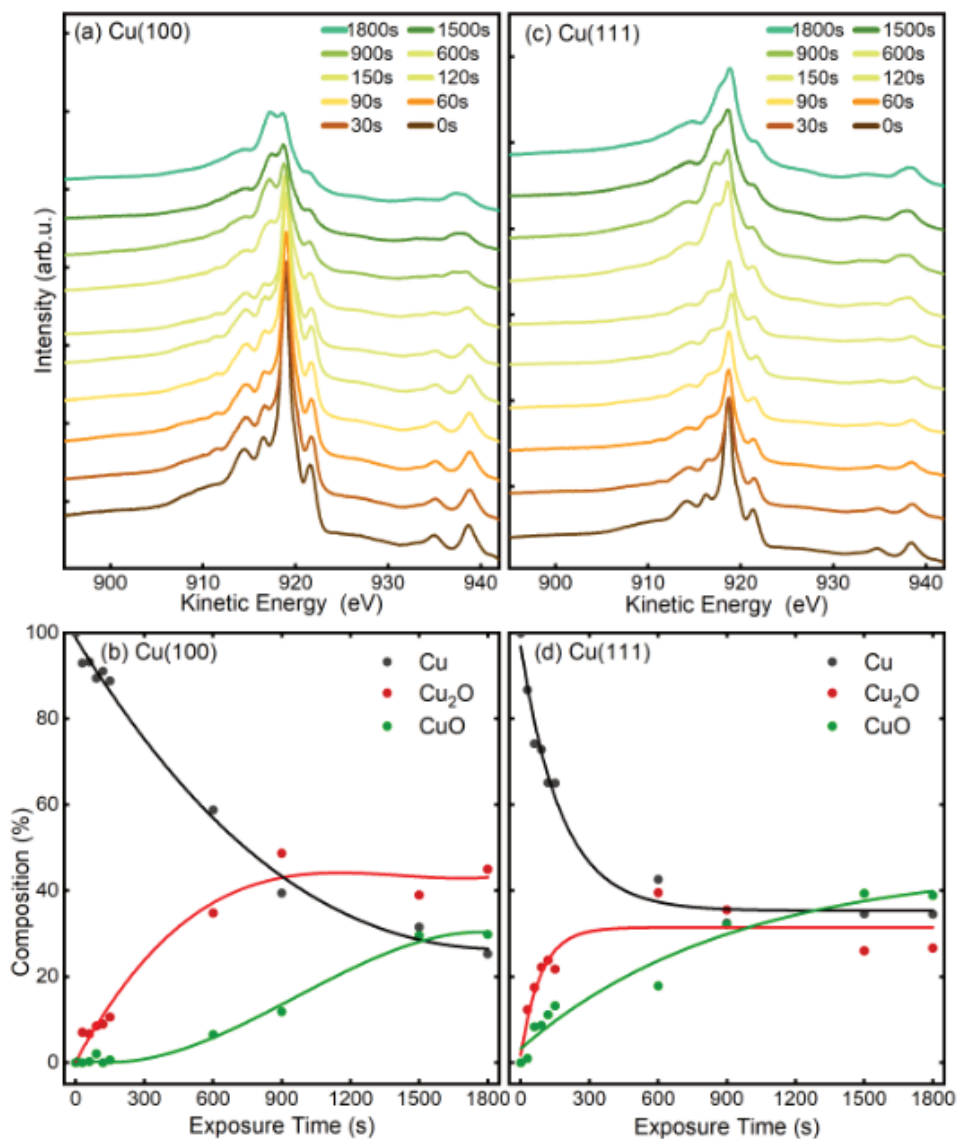 (a) Cu(100)
1800s 1500s
900s 600s
150s 120s
90s 60s
30s 0s
Intensity (arb.u.)
900 910 920 930 940
Kinetic Energy (eV)
(c) Cu(111)
1800s 1500s
900s 600s
150s 120s
90s 60s
30s 0s
900 910 920 930 940
Kinetic Energy (eV)
(b) Cu(100)
Cu
Cu₂O
CuO
Composition (%)
100
80
60
40
20
0
0 300 600 900 1200 1500 1800
Exposure Time (s)
(d) Cu(111)
Cu
Cu₂O
CuO
0 300 600 900 1200 1500 1800
Exposure Time (s)